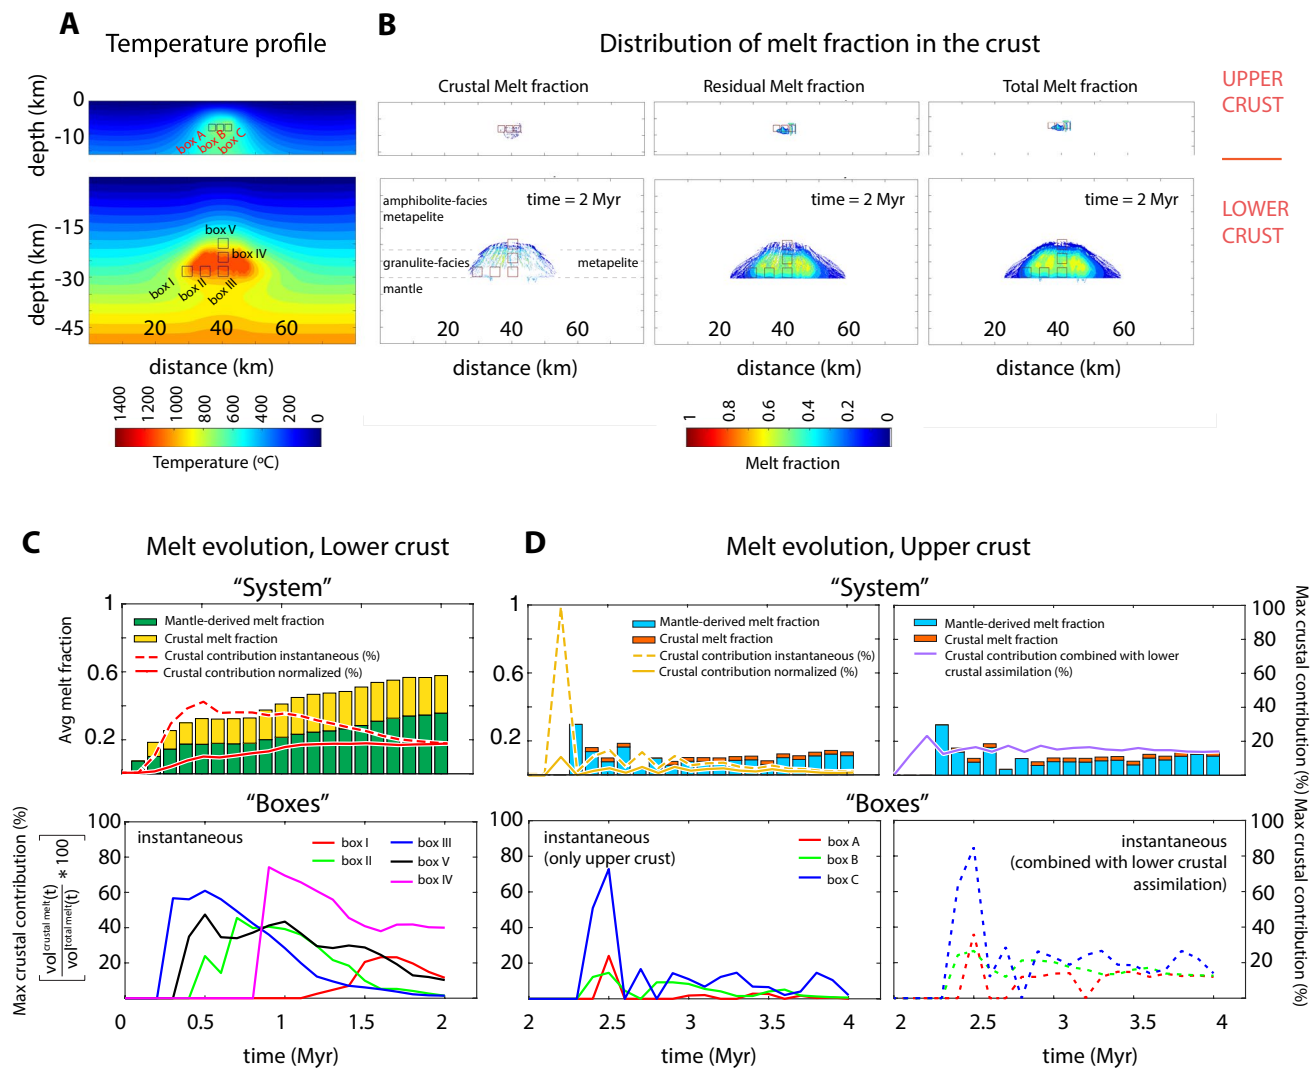 A
Temperature profile
B
Distribution of melt fraction in the crust
Crustal Melt fraction
Residual Melt fraction
Total Melt fraction
UPPER
CRUST
depth (km)
0
-10
box A
box B
box C
LOWER
CRUST
depth (km)
-15
-30
-45
box V
box IV
box I
box II
box III
20
40
60
distance (km)
amphibolite-facies
metapelite
time = 2 Myr
granulite-facies
metapelite
mantle
20
40
60
distance (km)
time = 2 Myr
20
40
60
distance (km)
time = 2 Myr
20
40
60
distance (km)
1400
1200
1000
800
600
400
200
0
Temperature (ºC)
1
0.8
0.6
0.4
0.2
0
Melt fraction
C
Melt evolution, Lower crust
"System"
Avg melt fraction
1
0.6
0.2
Mantle-derived melt fraction
Crustal melt fraction
Crustal contribution instantaneous (%)
Crustal contribution normalized (%)
"Boxes"
Max crustal contribution (%)
[vol crustal melt(t) / vol total melt(t) * 100]
100
80
60
40
20
instantaneous
box I
box II
box III
box V
box IV
0
0.5
1
1.5
2
time (Myr)
D
Melt evolution, Upper crust
"System"
1
0.6
0.2
Mantle-derived melt fraction
Crustal melt fraction
Crustal contribution instantaneous (%)
Crustal contribution normalized (%)
Mantle-derived melt fraction
Crustal melt fraction
Crustal contribution combined with lower
crustal assimilation (%)
100
80
60
40
20
Max crustal contribution (%)
"Boxes"
100
80
60
40
20
instantaneous
(only upper crust)
box A
box B
box C
2
2.5
3
3.5
4
time (Myr)
instantaneous
(combined with lower crustal
assimilation)
100
80
60
40
20
Max crustal contribution (%)
2
2.5
3
3.5
4
time (Myr)